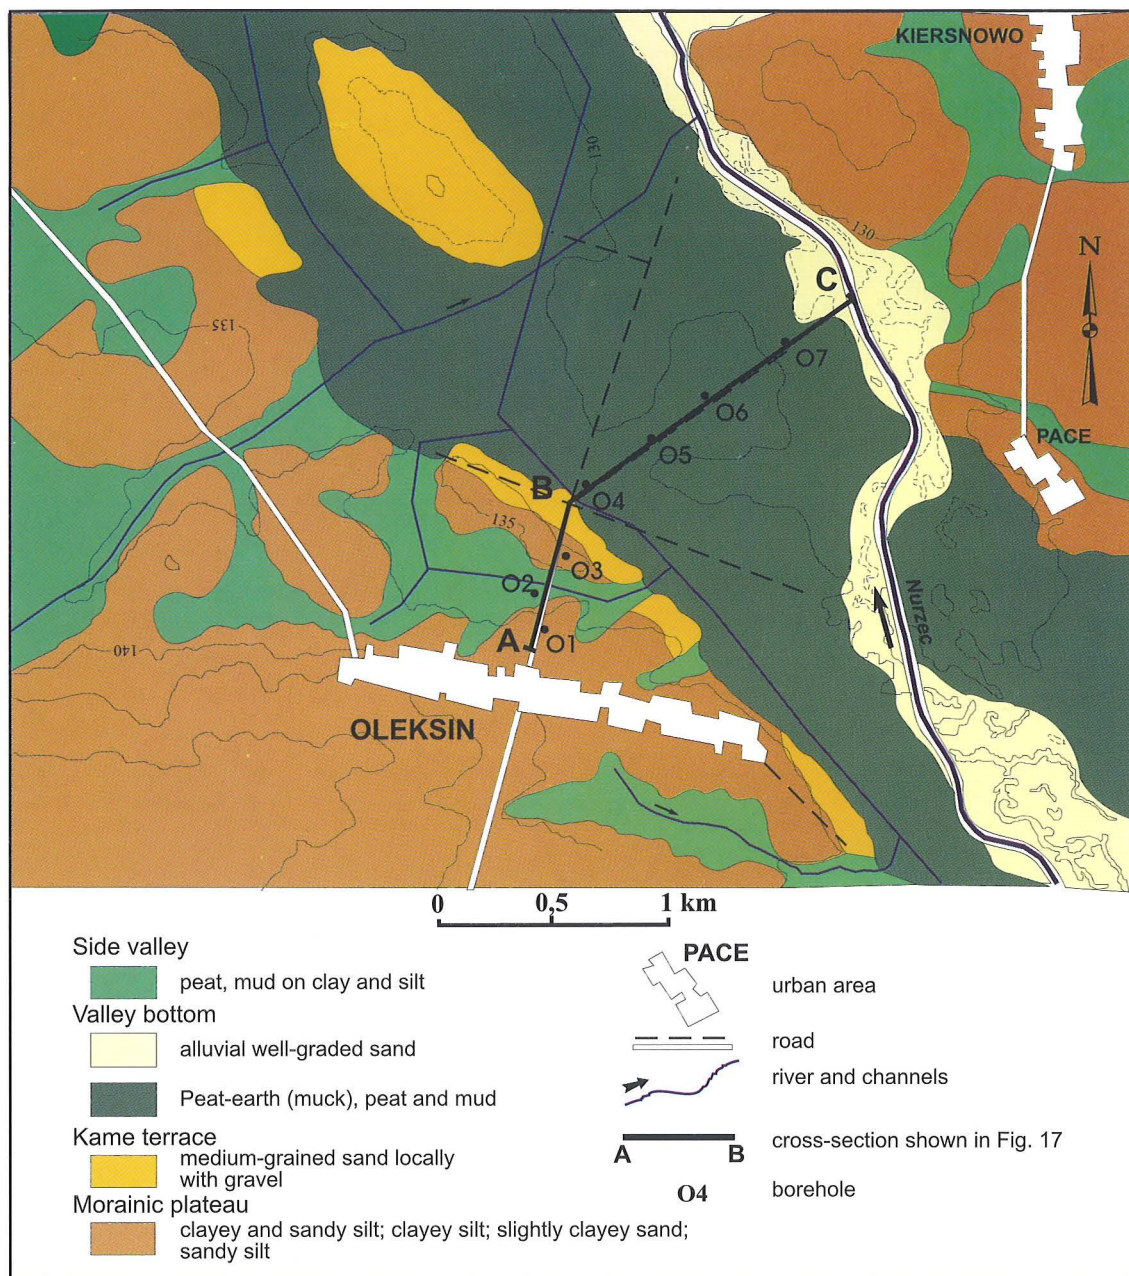 KIERSNOWO
130
130
N
C
135
O7
O6
PACE
O5
B
O4
135
O3
O2
Nurzec
A
O1
140
OLEKSIN
0 0,5 1 km
Side valley
peat, mud on clay and silt
Valley bottom
alluvial well-graded sand
Peat-earth (muck), peat and mud
Kame terrace
medium-grained sand locally
with gravel
Morainic plateau
clayey and sandy silt; clayey silt; slightly clayey sand;
sandy silt
PACE
urban area
road
river and channels
cross-section shown in Fig. 17
A B
O4 borehole